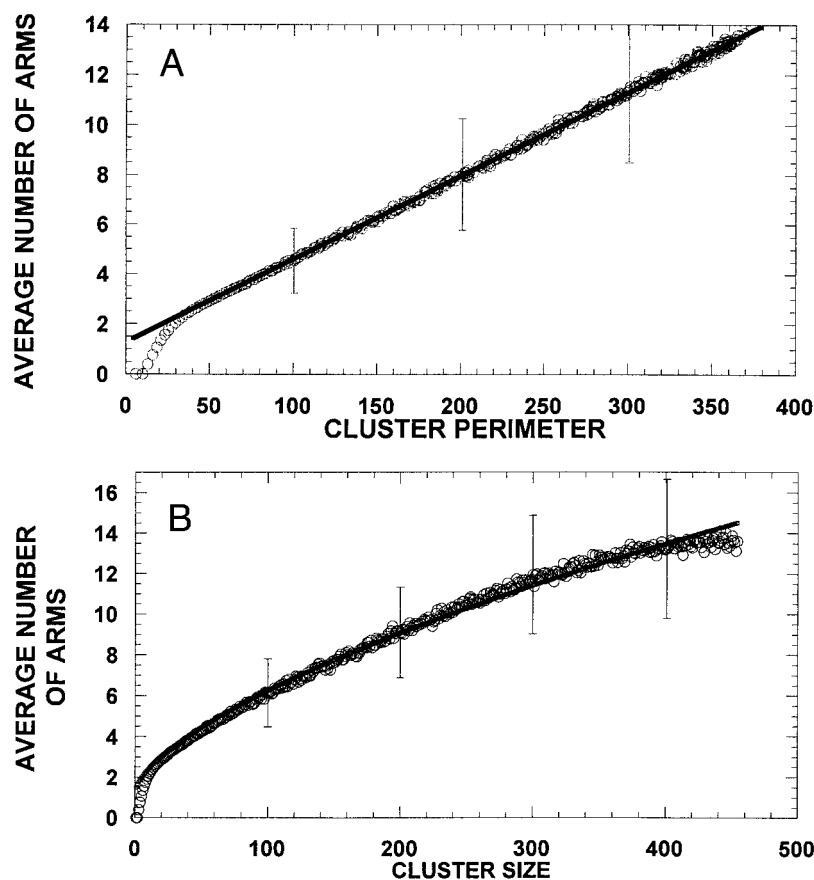 A
AVERAGE NUMBER OF ARMS
14
12
10
8
6
4
2
0
0 50 100 150 200 250 300 350 400
CLUSTER PERIMETER
B
AVERAGE NUMBER
OF ARMS
16
14
12
10
8
6
4
2
0
0 100 200 300 400 500
CLUSTER SIZE